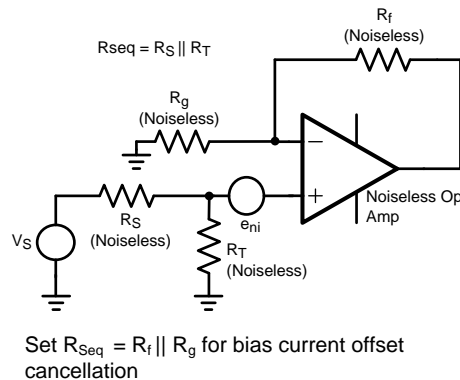 Rseq = RS || RT
Rf
(Noiseless)
Rg
(Noiseless)
−
+
Noiseless Op
Amp
eni
RS
(Noiseless)
VS
RT
(Noiseless)
Set RSeq = Rf || Rg for bias current offset
cancellation